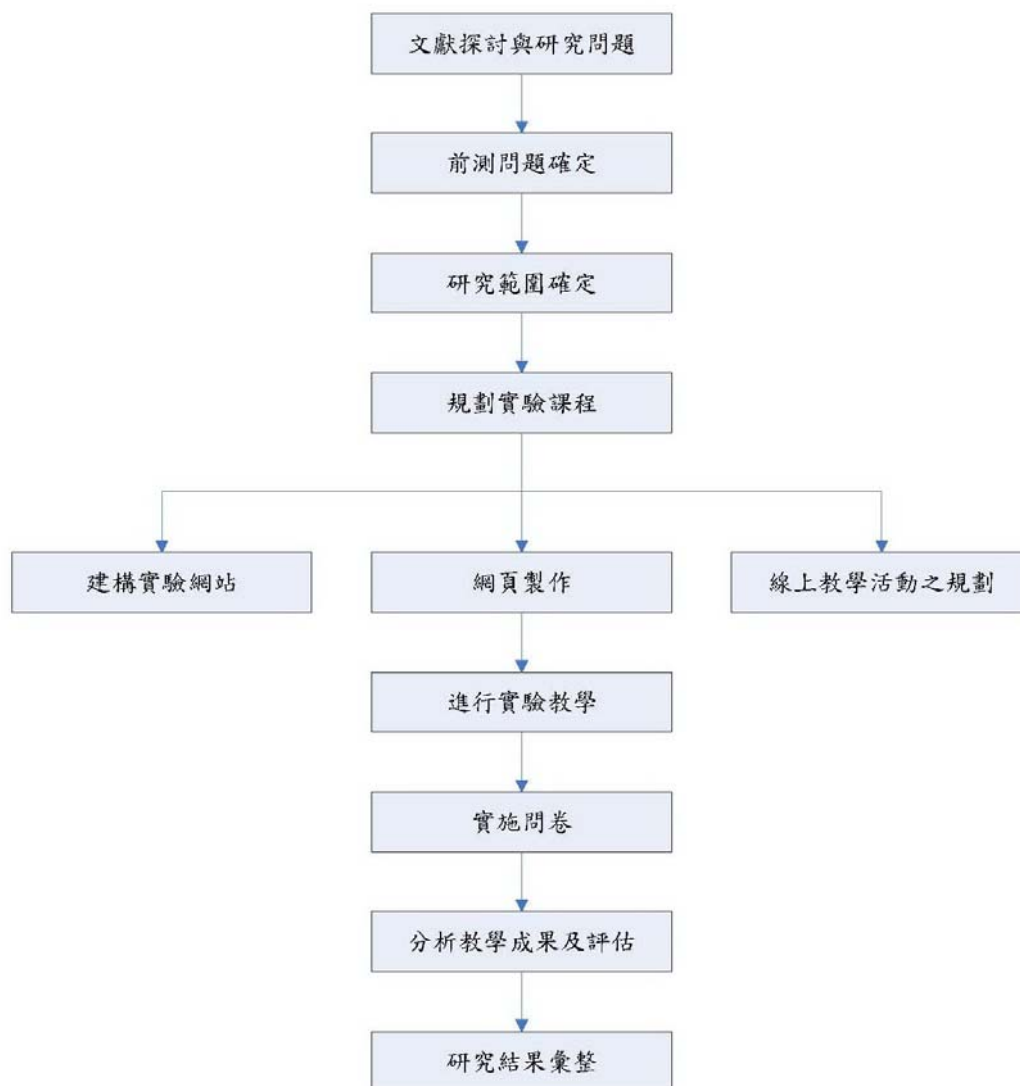 文獻探討與研究問題
前測問題確定
研究範圍確定
規劃實驗課程
建構實驗網站
網頁製作
線上教學活動之規劃
進行實驗教學
實施問卷
分析教學成果及評估
研究結果彙整